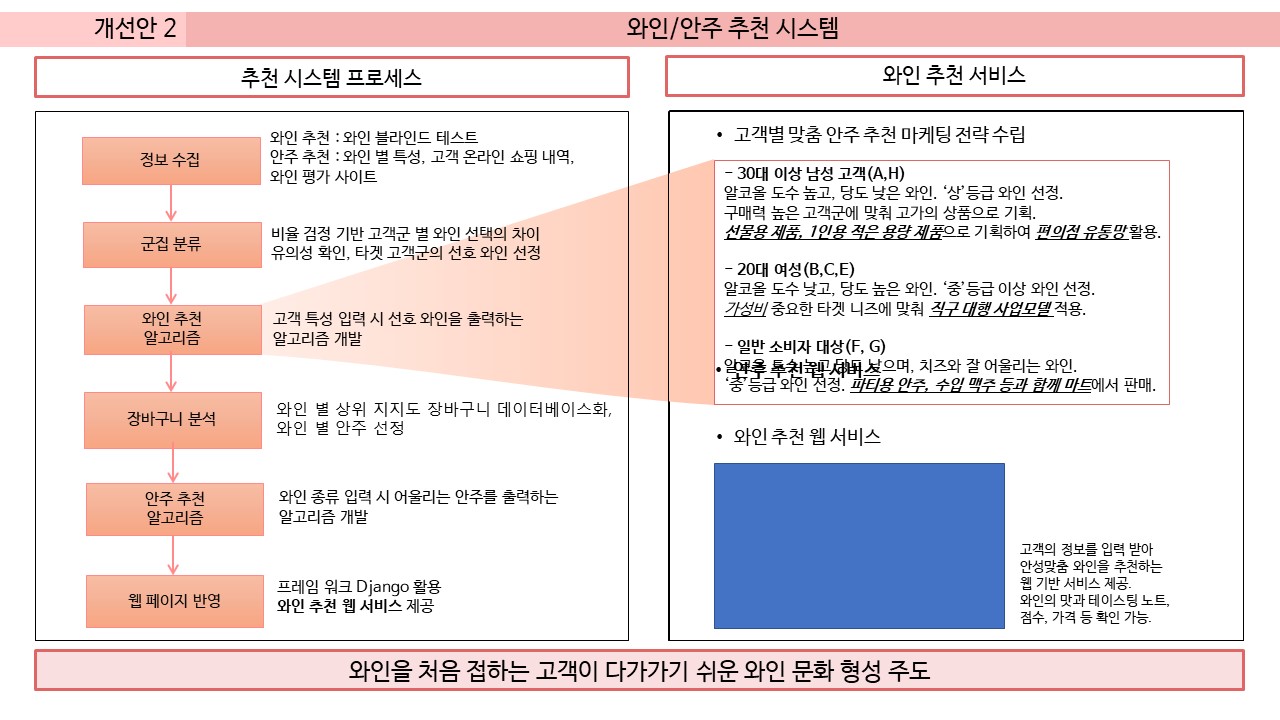 개선안 2
와인/안주 추천 시스템
추천 시스템 프로세스
정보 수집
와인 추천 : 와인 블라인드 테스트
안주 추천 : 와인 별 특성, 고객 온라인 쇼핑 내역,
와인 평가 사이트
군집 분류
비율 검정 기반 고객군 별 와인 선택의 차이
유의성 확인, 타겟 고객군의 선호 와인 선정
와인 추천
알고리즘
고객 특성 입력 시 선호 와인을 출력하는
알고리즘 개발
장바구니 분석
와인 별 상위 지지도 장바구니 데이터베이스화,
와인 별 안주 선정
안주 추천
알고리즘
와인 종류 입력 시 어울리는 안주를 출력하는
알고리즘 개발
웹 페이지 반영
프레임 워크 Django 활용
와인 추천 웹 서비스 제공
와인 추천 서비스
• 고객별 맞춤 안주 추천 마케팅 전략 수립
- 30대 이상 남성 고객(A,H)
알코올 도수 높고, 당도 낮은 와인. ‘상’등급 와인 선정.
구매력 높은 고객군에 맞춰 고가의 상품으로 기획.
선물용 제품, 1인용 적은 용량 제품으로 기획하여 편의점 유통망 활용.
- 20대 여성(B,C,E)
알코올 도수 낮고, 당도 높은 와인. ‘중’등급 이상 와인 선정.
가성비 중요한 타겟 니즈에 맞춰 직구 대행 사업모델 적용.
- 일반 소비자 대상(F, G)
알코올 도수 높고 당도 낮으며, 치즈와 잘 어울리는 와인.
• 안주 추천 웹 서비스
‘중’등급 와인 선정. 파티용 안주, 수입 맥주 등과 함께 마트에서 판매.
• 와인 추천 웹 서비스
고객의 정보를 입력 받아
안성맞춤 와인을 추천하는
웹 기반 서비스 제공.
와인의 맛과 테이스팅 노트,
점수, 가격 등 확인 가능.
와인을 처음 접하는 고객이 다가가기 쉬운 와인 문화 형성 주도